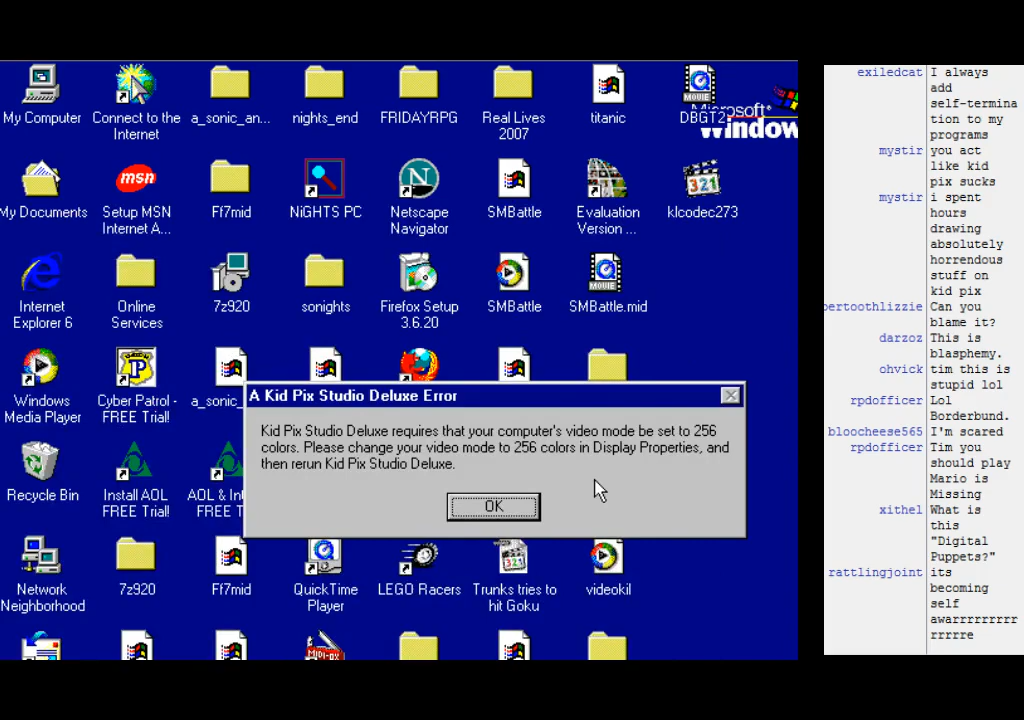 My Computer
Connect to the
Internet
a_sonic_an...
nights_end
FRIDAYRPG
Real Lives
2007
titanic
DBGT2
Microsoft
Window
My Documents
Setup MSN
Internet A...
Ff7mid
NiGHTS PC
Netscape
Navigator
SMBattle
Evaluation
Version ...
klcodec273
Internet
Explorer 6
Online
Services
7z920
sonights
Firefox Setup
3.6.20
SMBattle
SMBattle.mid
Windows
Media Player
Cyber Patrol -
FREE Trial!
a_sonic_
A Kid Pix Studio Deluxe Error
Kid Pix Studio Deluxe requires that your computer's video mode be set to 256
colors. Please change your video mode to 256 colors in Display Properties, and
then rerun Kid Pix Studio Deluxe.
OK
Recycle Bin
Install AOL
FREE Trial!
AOL & In
FREE T
Network
Neighborhood
7z920
Ff7mid
QuickTime
Player
LEGO Racers
Trunks tries to
hit Goku
videokil
MIDI-OX
exiledcat I always
add
self-termina
tion to my
programs
mystir you act
like kid
pix sucks
mystir i spent
hours
drawing
absolutely
horrendous
stuff on
kid pix
pertoothlizzie Can you
blame it?
darzoz This is
blasphemy.
ohvick tim this is
stupid lol
rpdofficer Lol
Borderbund.
bloocheese565 I'm scared
rpdofficer Tim you
should play
Mario is
Missing
xithel What is
this
"Digital
Puppets?"
rattlingjoint its
becoming
self
awarrrrrrrrr
rrrrre